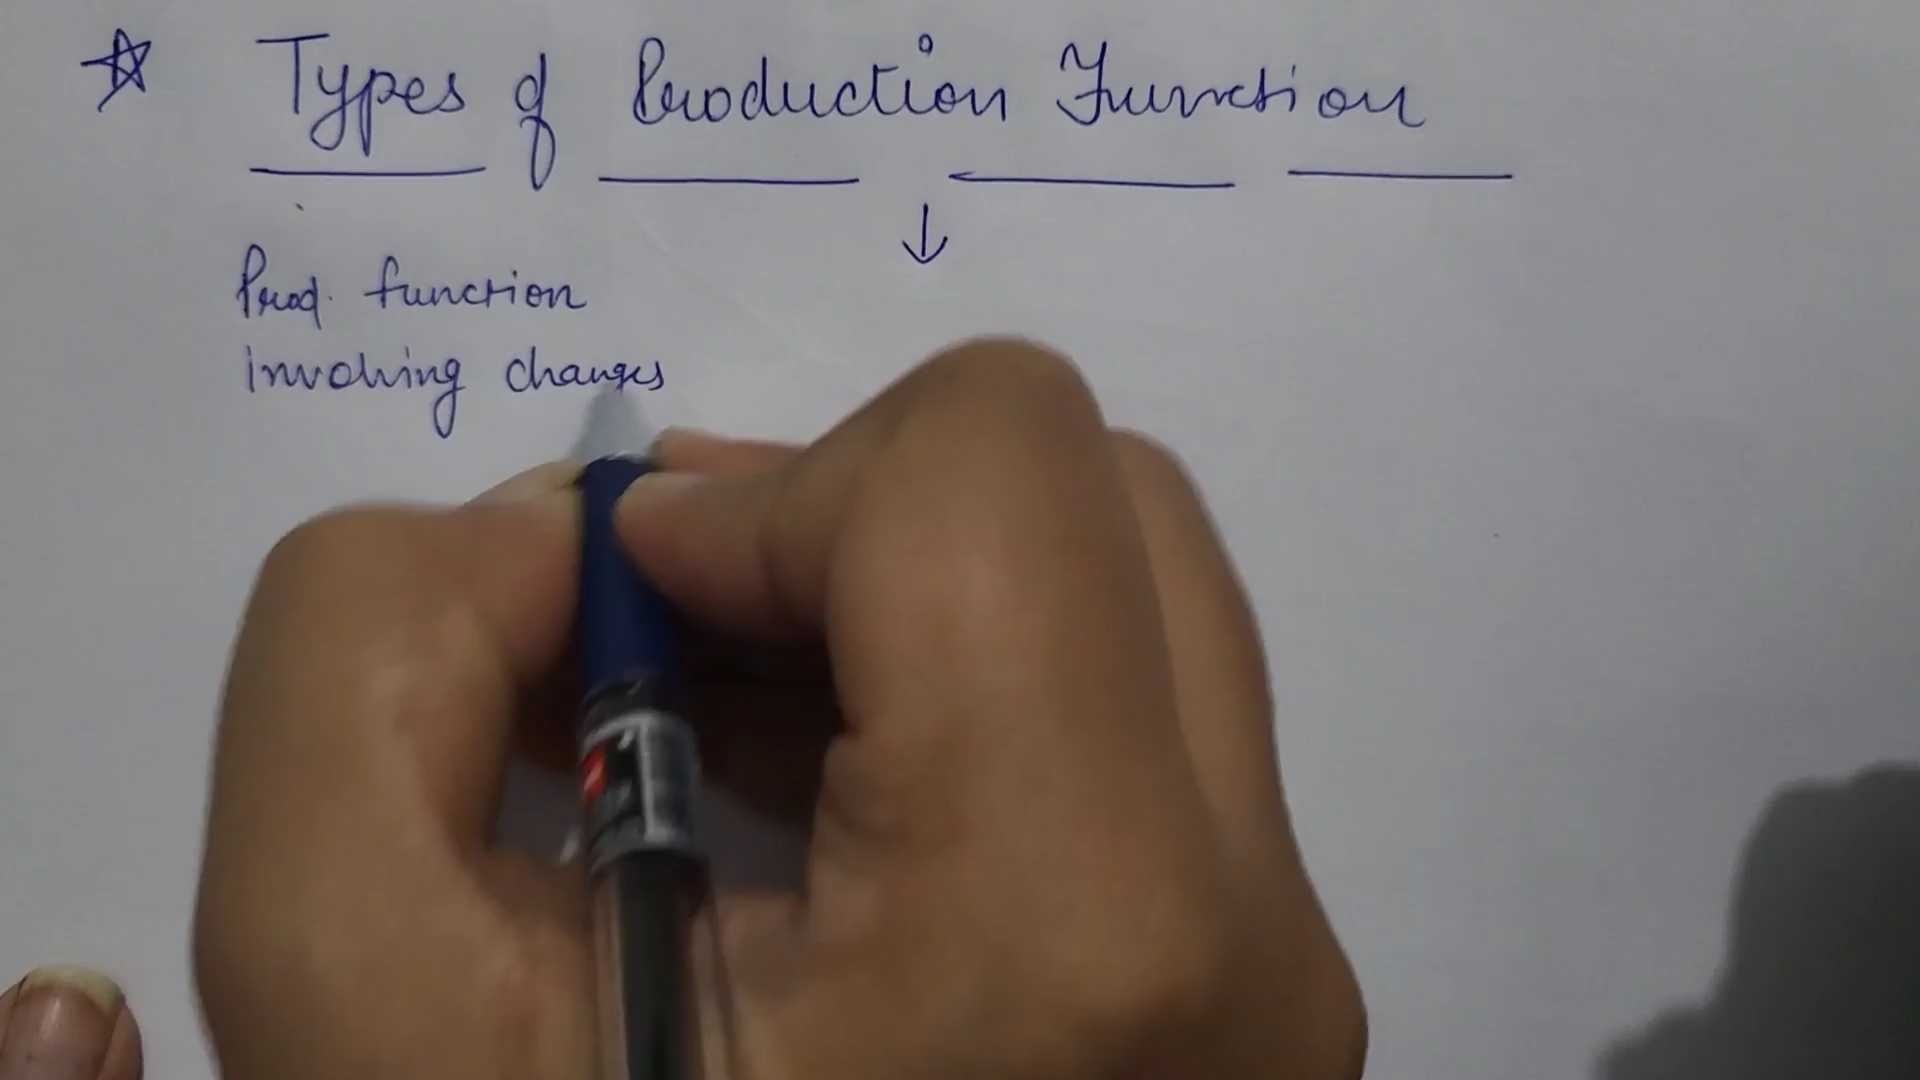 Types of Production Function
Prod. function
involving changes